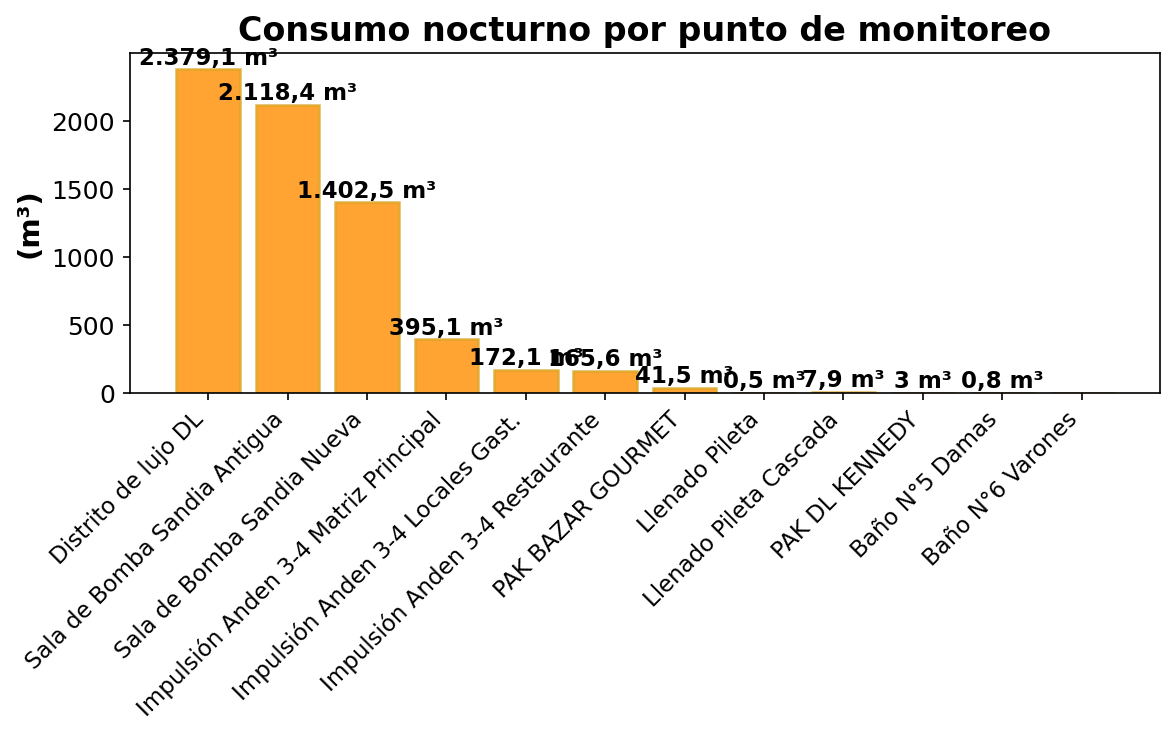 Consumo nocturno por punto de monitoreo
(m³)
2000
1500
1000
500
0
2.379,1 m³
2.118,4 m³
1.402,5 m³
395,1 m³
172,1 m³
165,6 m³
41,5 m³
0,5 m³
7,9 m³
3 m³
0,8 m³
Distrito de lujo DL
Sala de Bomba Sandia Antigua
Sala de Bomba Sandia Nueva
Impulsión Anden 3-4 Matriz Principal
Impulsión Anden 3-4 Locales Gast.
Impulsión Anden 3-4 Restaurante
PAK BAZAR GOURMET
Llenado Pileta
Llenado Pileta Cascada
PAK DL KENNEDY
Baño N°5 Damas
Baño N°6 Varones